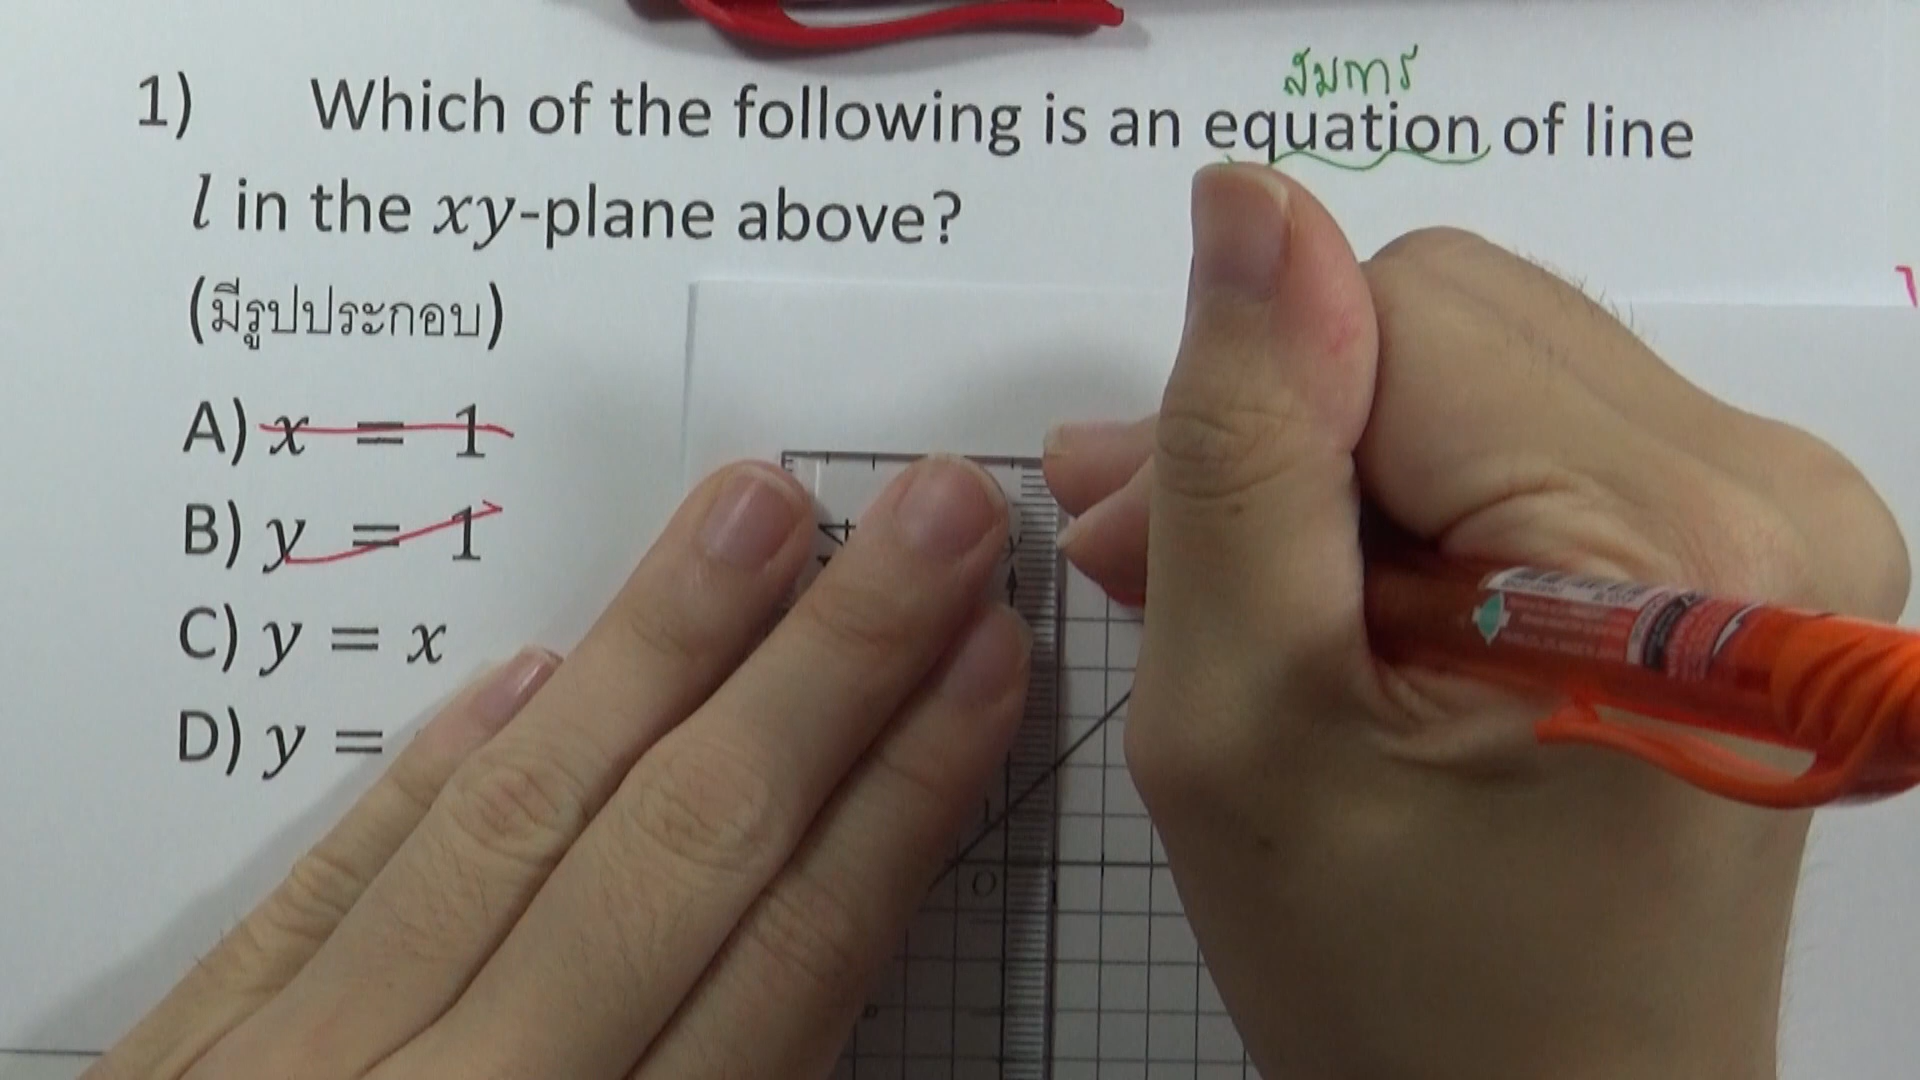 สมการ
1) Which of the following is an equation of line
l in the xy-plane above?
(มีรูปประกอบ)
A) x = 1
B) y = 1
C) y = x
D) y =
y
1
O